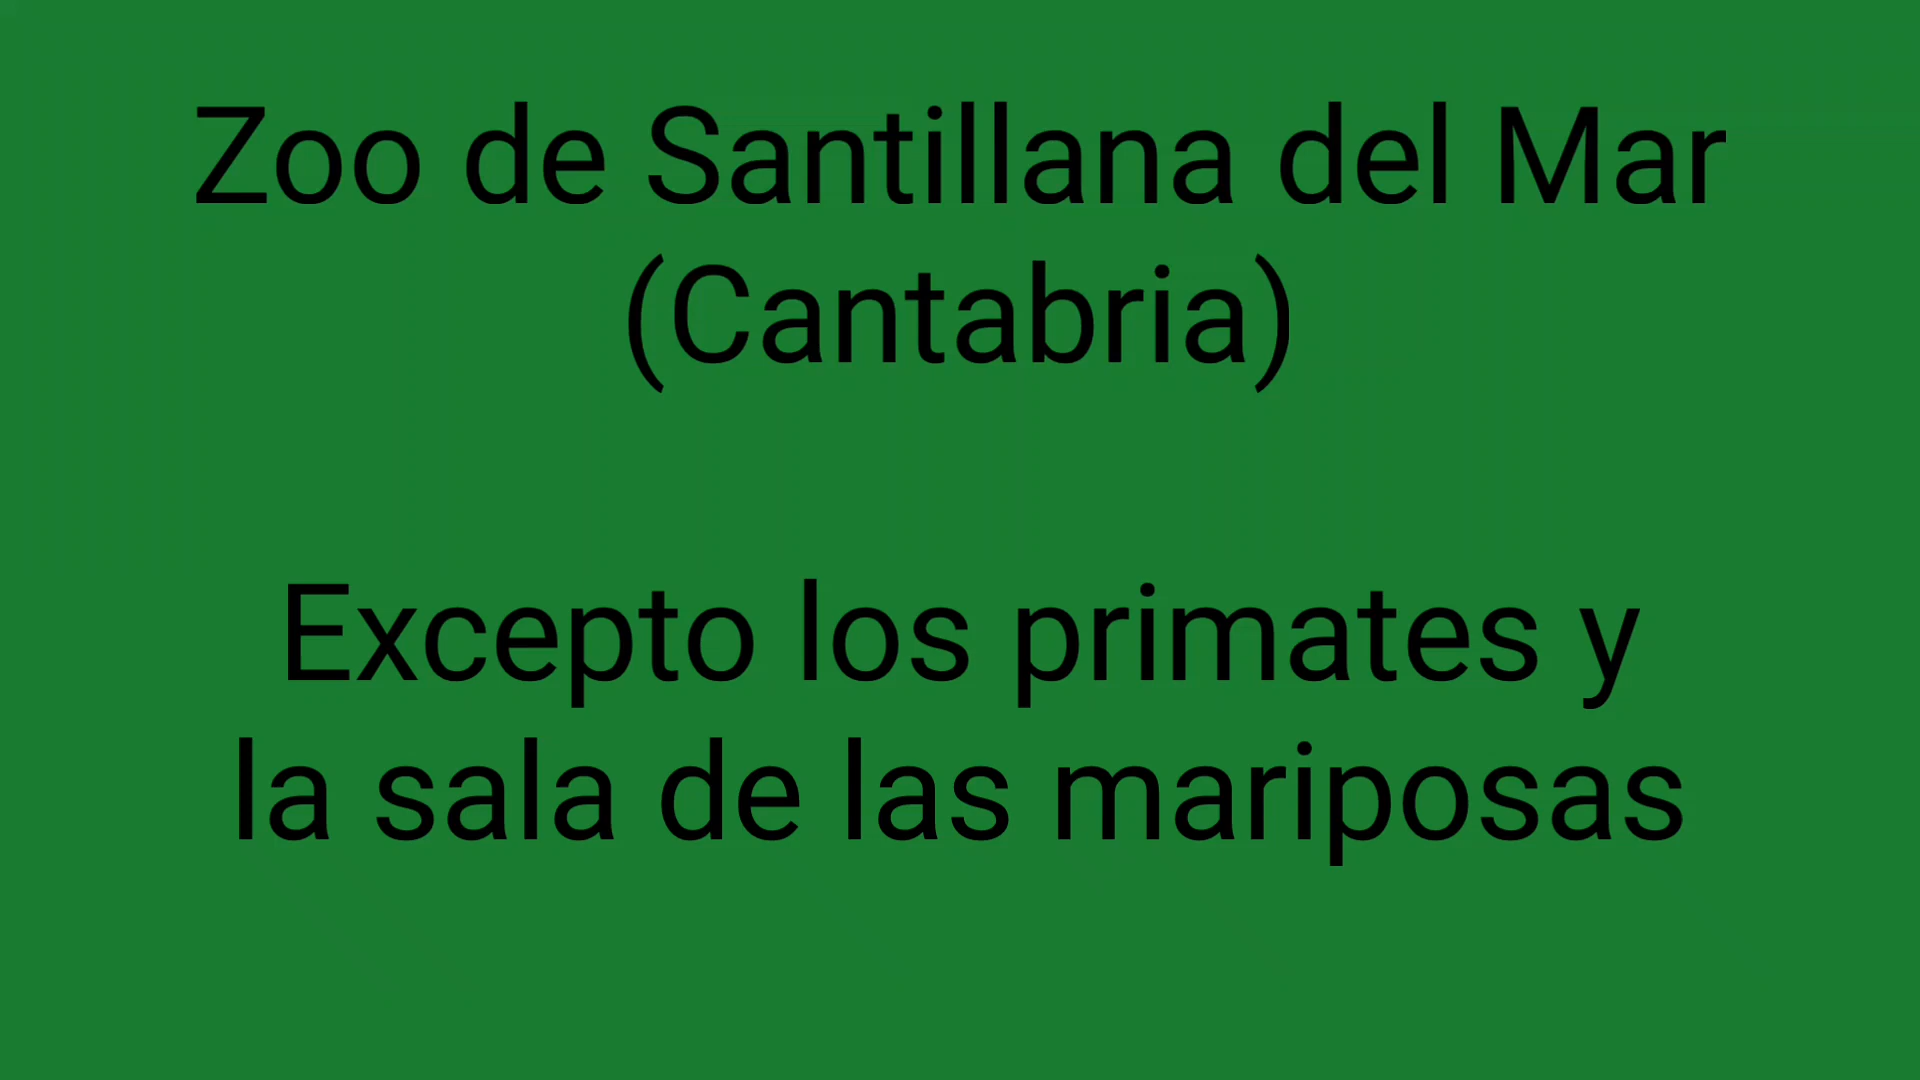 Zoo de Santillana del Mar
(Cantabria)
Excepto los primates y
la sala de las mariposas